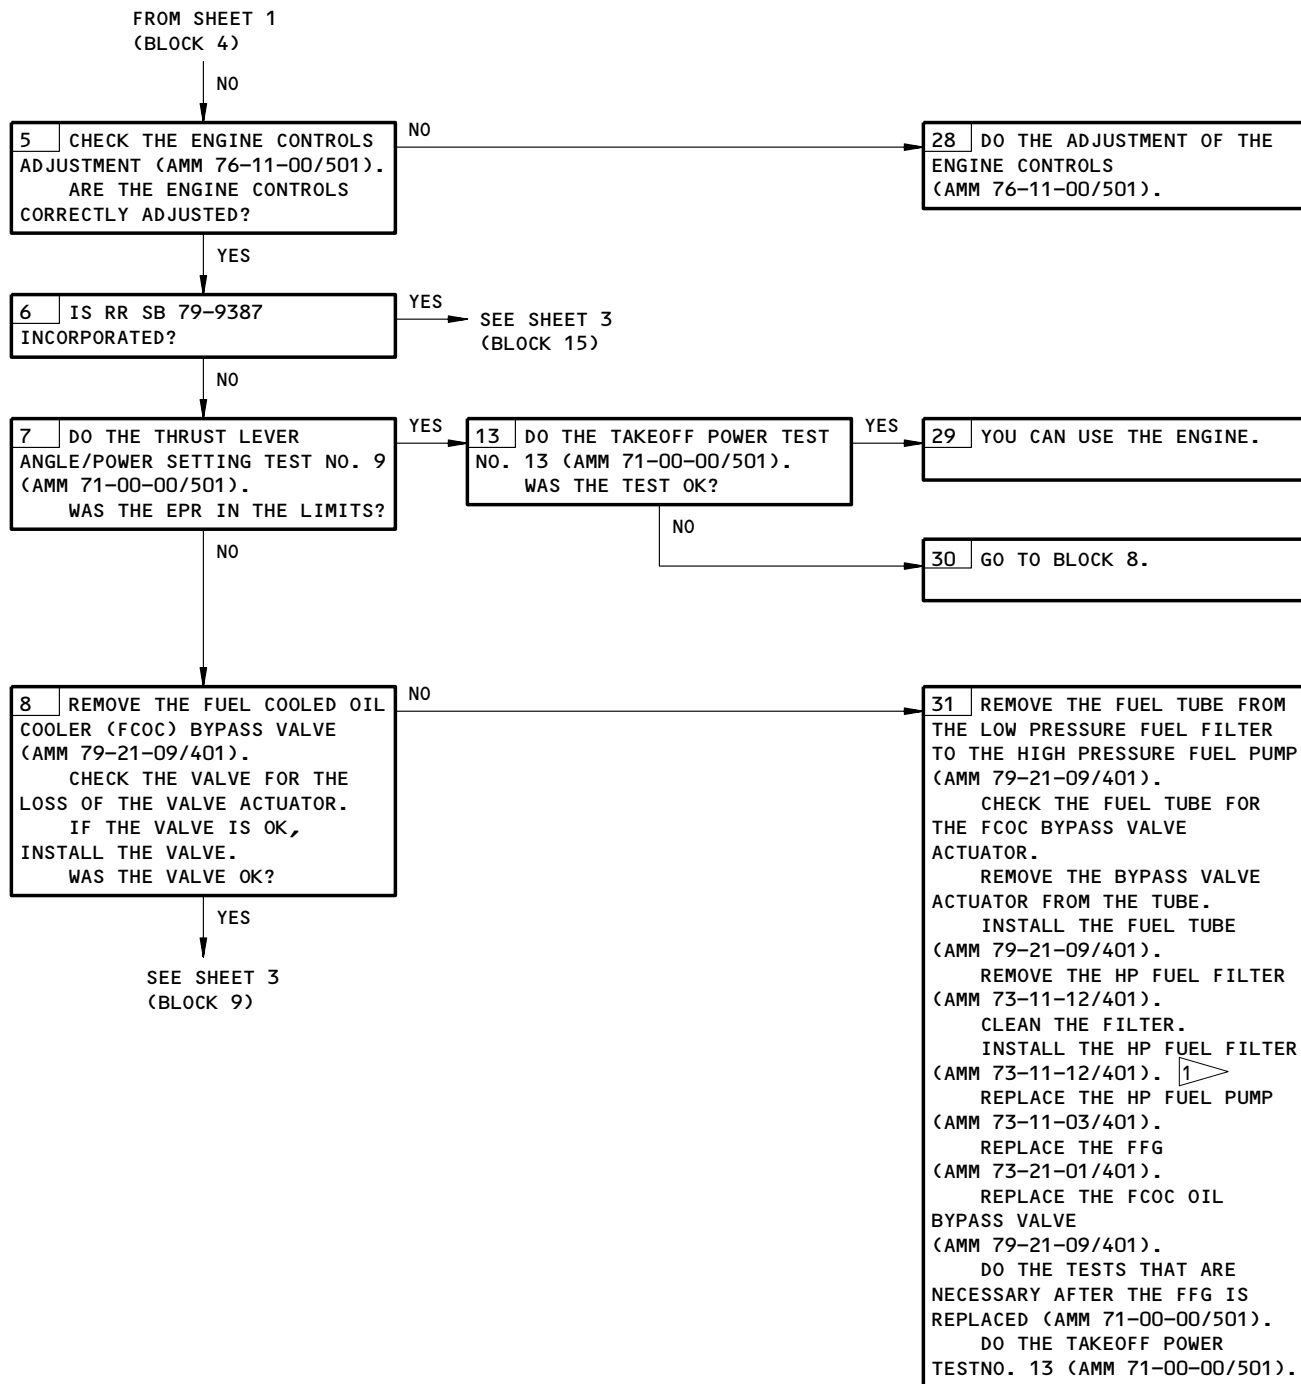 FROM SHEET 1
(BLOCK 4)
NO
5 CHECK THE ENGINE CONTROLS
ADJUSTMENT (AMM 76-11-00/501).
ARE THE ENGINE CONTROLS
CORRECTLY ADJUSTED?
NO
28 DO THE ADJUSTMENT OF THE
ENGINE CONTROLS
(AMM 76-11-00/501).
YES
6 IS RR SB 79-9387
INCORPORATED?
YES
SEE SHEET 3
(BLOCK 15)
NO
7 DO THE THRUST LEVER
ANGLE/POWER SETTING TEST NO. 9
(AMM 71-00-00/501).
WAS THE EPR IN THE LIMITS?
YES
13 DO THE TAKEOFF POWER TEST
NO. 13 (AMM 71-00-00/501).
WAS THE TEST OK?
YES
29 YOU CAN USE THE ENGINE.
NO
30 GO TO BLOCK 8.
NO
8 REMOVE THE FUEL COOLED OIL
COOLER (FCOC) BYPASS VALVE
(AMM 79-21-09/401).
CHECK THE VALVE FOR THE
LOSS OF THE VALVE ACTUATOR.
IF THE VALVE IS OK,
INSTALL THE VALVE.
WAS THE VALVE OK?
NO
31 REMOVE THE FUEL TUBE FROM
THE LOW PRESSURE FUEL FILTER
TO THE HIGH PRESSURE FUEL PUMP
(AMM 79-21-09/401).
CHECK THE FUEL TUBE FOR
THE FCOC BYPASS VALVE
ACTUATOR.
REMOVE THE BYPASS VALVE
ACTUATOR FROM THE TUBE.
INSTALL THE FUEL TUBE
(AMM 79-21-09/401).
REMOVE THE HP FUEL FILTER
(AMM 73-11-12/401).
CLEAN THE FILTER.
INSTALL THE HP FUEL FILTER
(AMM 73-11-12/401). 1
REPLACE THE HP FUEL PUMP
(AMM 73-11-03/401).
REPLACE THE FFG
(AMM 73-21-01/401).
REPLACE THE FCOC OIL
BYPASS VALVE
(AMM 79-21-09/401).
DO THE TESTS THAT ARE
NECESSARY AFTER THE FFG IS
REPLACED (AMM 71-00-00/501).
DO THE TAKEOFF POWER
TESTNO. 13 (AMM 71-00-00/501).
YES
SEE SHEET 3
(BLOCK 9)